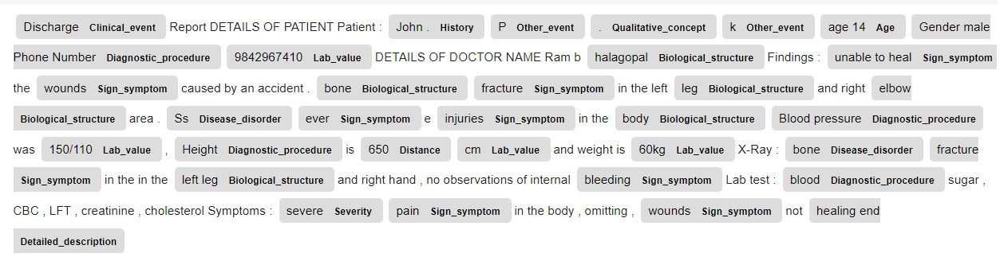 Discharge Clinical_event Report DETAILS OF PATIENT Patient : John . History P Other_event . Qualitative_concept k Other_event age 14 Age Gender male
Phone Number Diagnostic_procedure 9842967410 Lab_value DETAILS OF DOCTOR NAME Ram b halagopal Biological_structure Findings : unable to heal Sign_symptom
the wounds Sign_symptom caused by an accident . bone Biological_structure fracture Sign_symptom in the left leg Biological_structure and right elbow
Biological_structure area . Ss Disease_disorder ever Sign_symptom e injuries Sign_symptom in the body Biological_structure Blood pressure Diagnostic_procedure
was 150/110 Lab_value , Height Diagnostic_procedure is 650 Distance cm Lab_value and weight is 60kg Lab_value X-Ray : bone Disease_disorder fracture
Sign_symptom in the in the left leg Biological_structure and right hand , no observations of internal bleeding Sign_symptom Lab test : blood Diagnostic_procedure sugar ,
CBC , LFT , creatinine , cholesterol Symptoms : severe Severity pain Sign_symptom in the body , omitting , wounds Sign_symptom not healing end
Detailed_description